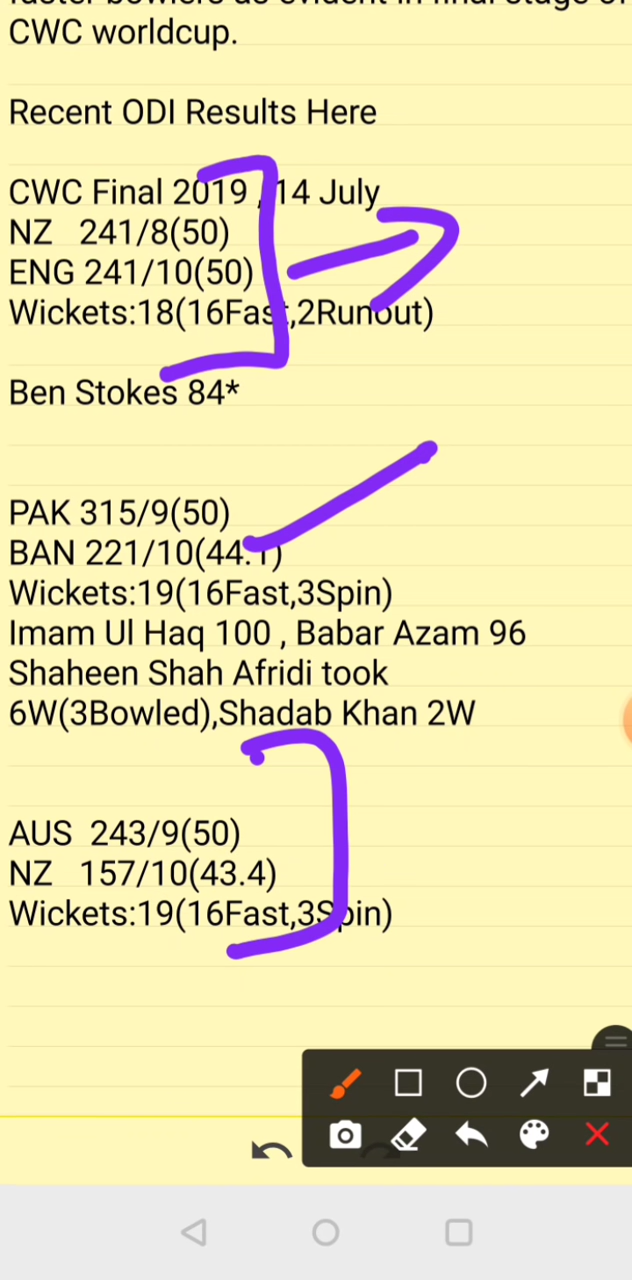 CWC worldcup.
Recent ODI Results Here
CWC Final 2019 , 14 July
NZ 241/8(50)
ENG 241/10(50)
Wickets:18(16Fast,2Runout)
Ben Stokes 84*
PAK 315/9(50)
BAN 221/10(44.1)
Wickets:19(16Fast,3Spin)
Imam Ul Haq 100 , Babar Azam 96
Shaheen Shah Afridi took
6W(3Bowled),Shadab Khan 2W
AUS 243/9(50)
NZ 157/10(43.4)
Wickets:19(16Fast,3Spin)